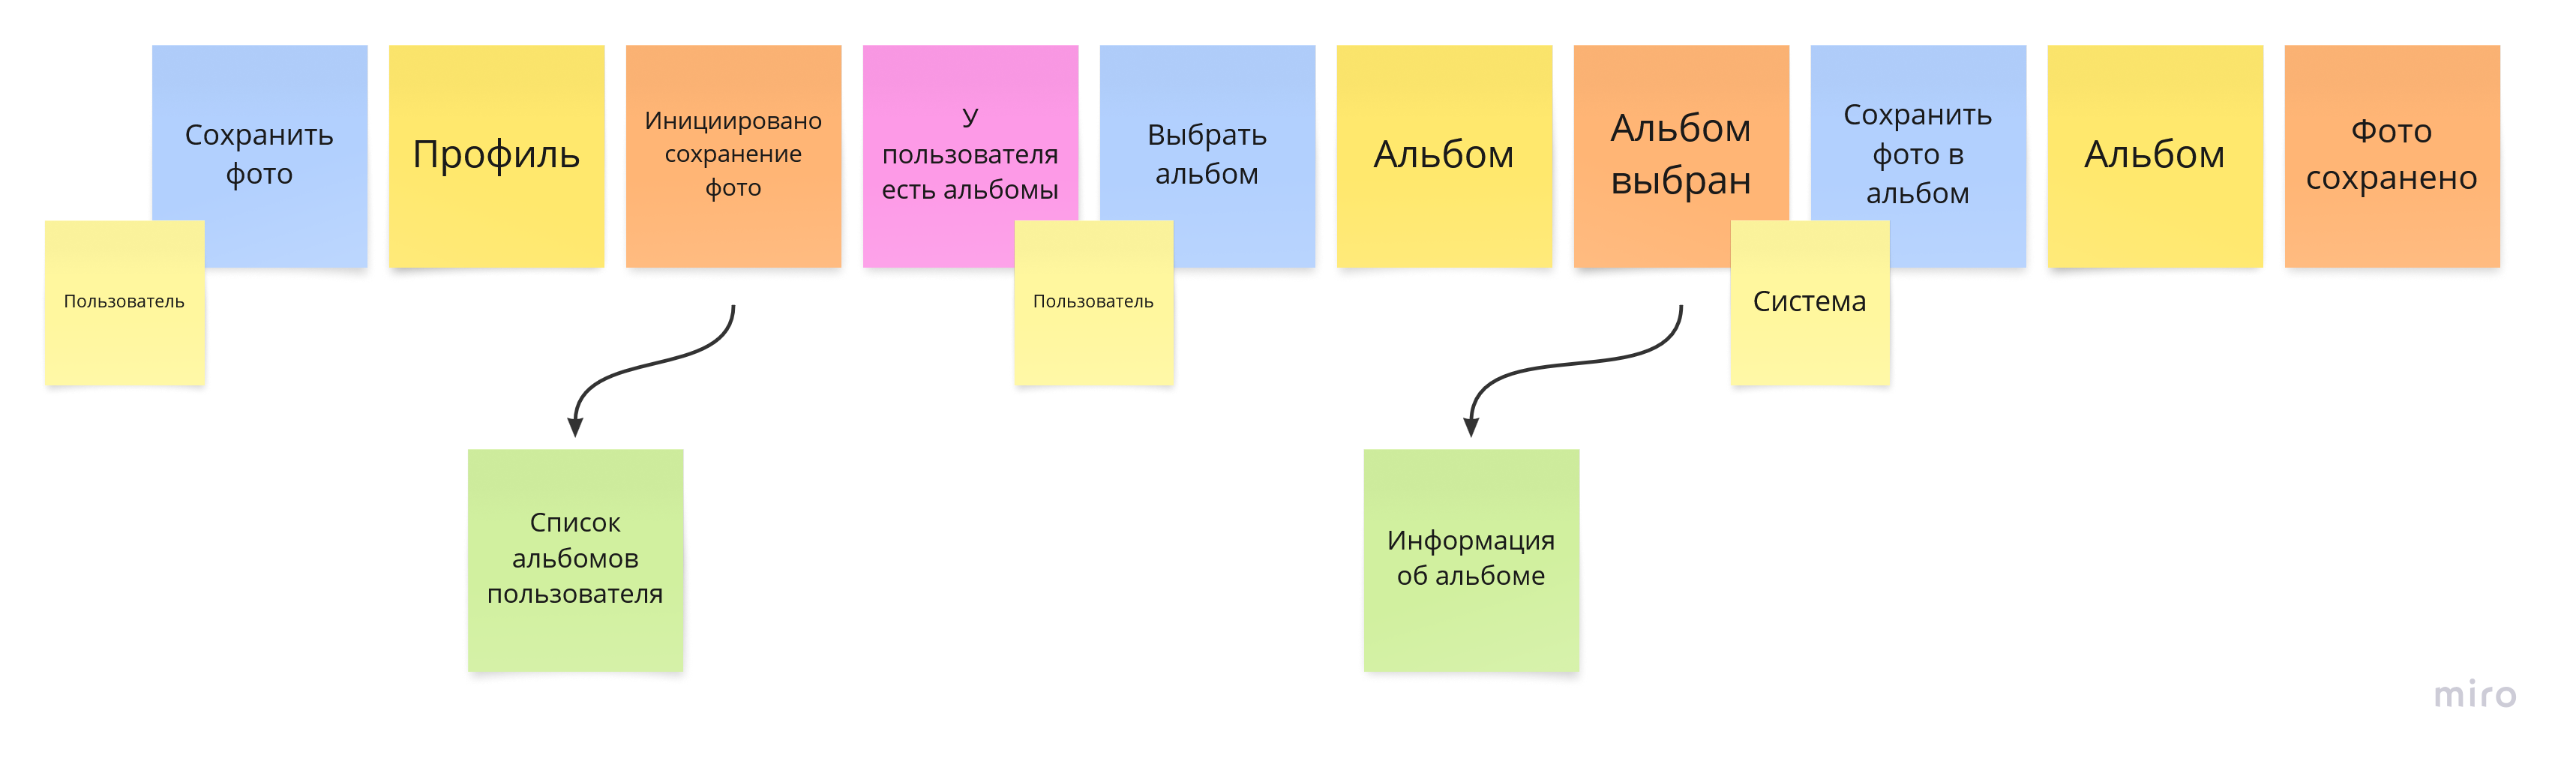 Сохранить
фото
Профиль
Инициировано
сохранение
фото
У
пользователя
есть альбомы
Выбрать
альбом
Альбом
Альбом
выбран
Сохранить
фото в
альбом
Альбом
Фото
сохранено
Пользователь
Пользователь
Система
Список
альбомов
пользователя
Информация
об альбоме
miro